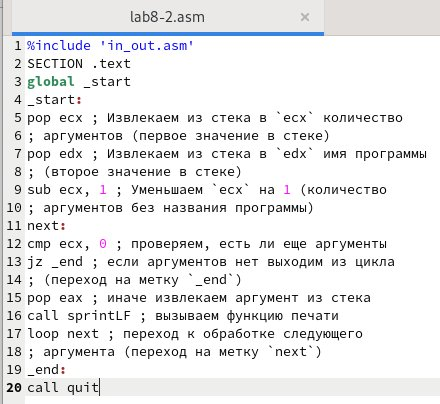 lab8-2.asm
1 %include 'in_out.asm'
2 SECTION .text
3 global _start
4 _start:
5 pop ecx ; Извлекаем из стека в `ecx` количество
6 ; аргументов (первое значение в стеке)
7 pop edx ; Извлекаем из стека в `edx` имя программы
8 ; (второе значение в стеке)
9 sub ecx, 1 ; Уменьшаем `ecx` на 1 (количество
10 ; аргументов без названия программы)
11 next:
12 cmp ecx, 0 ; проверяем, есть ли еще аргументы
13 jz _end ; если аргументов нет выходим из цикла
14 ; (переход на метку `_end`)
15 pop eax ; иначе извлекаем аргумент из стека
16 call sprintLF ; вызываем функцию печати
17 loop next ; переход к обработке следующего
18 ; аргумента (переход на метку `next`)
19 _end:
20 call quit